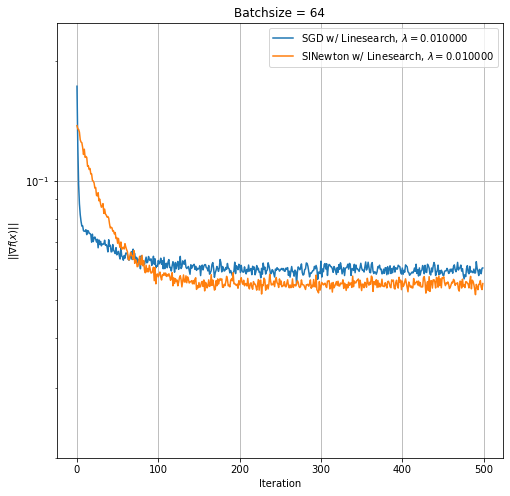 Batchsize = 64
SGD w/ Linesearch, λ = 0.010000
SINewton w/ Linesearch, λ = 0.010000
10⁻¹
||∇f(x)||
0 100 200 300 400 500
Iteration